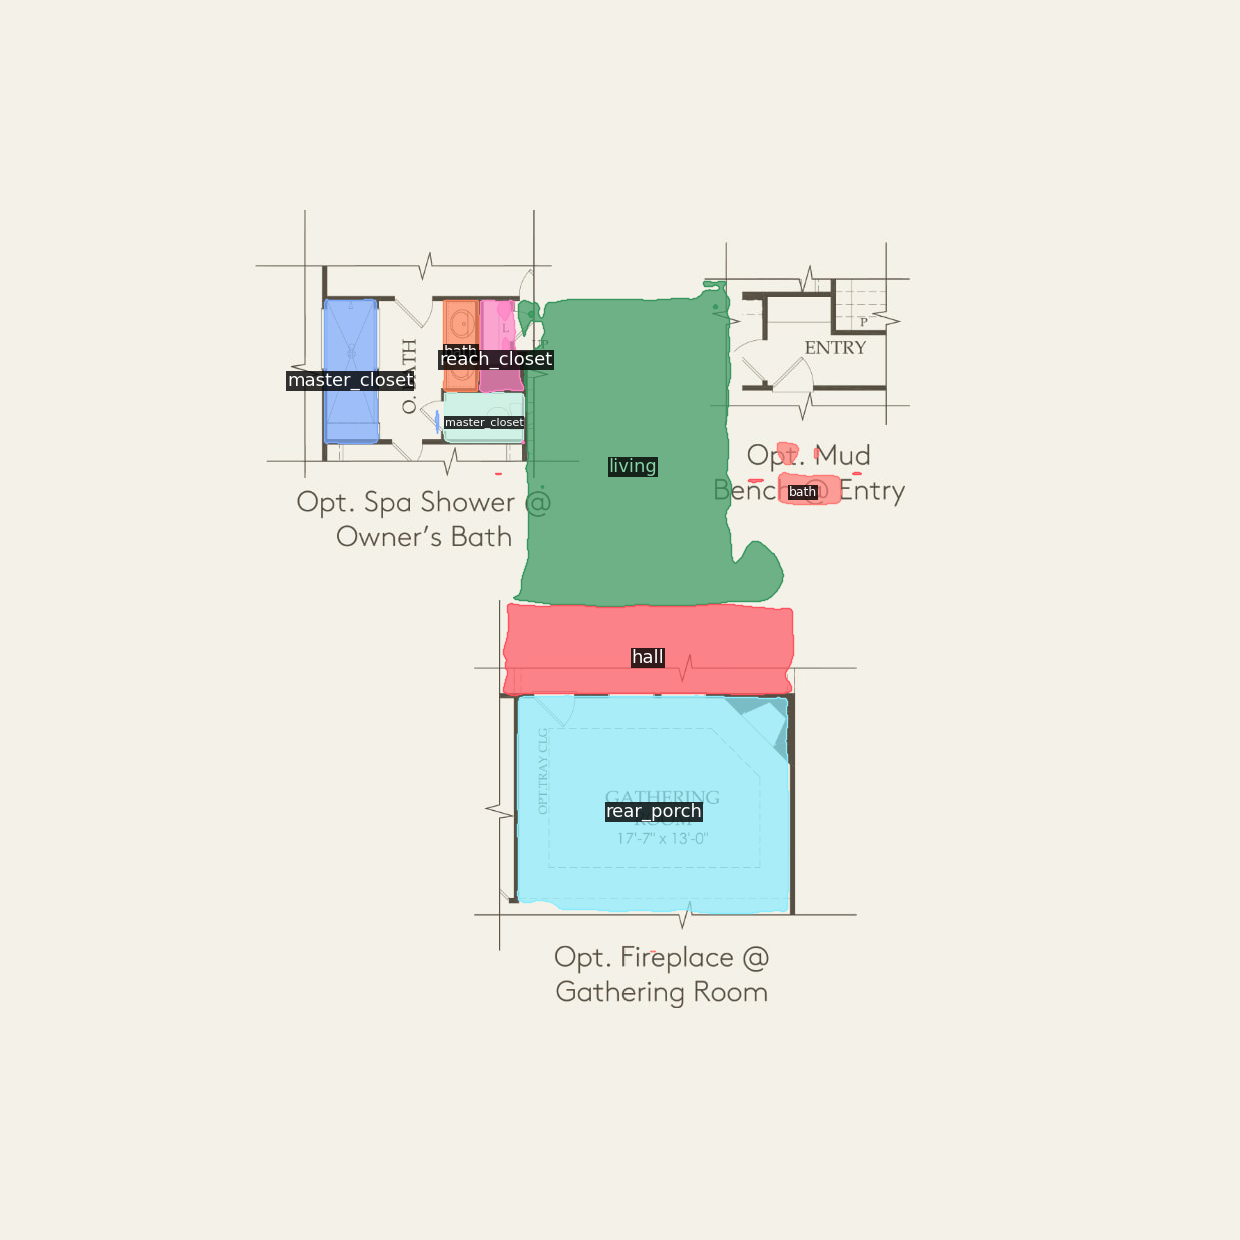 L
UP
bath
reach_closet
master_closet
O. BATH
master_closet
Opt. Spa Shower @
Owner’s Bath
living
P
ENTRY
Opt. Mud
Bench @ Entry
bath
hall
OPT.TRAY CLG
GATHERING
ROOM
rear_porch
17'-7" x 13'-0"
Opt. Fireplace @
Gathering Room